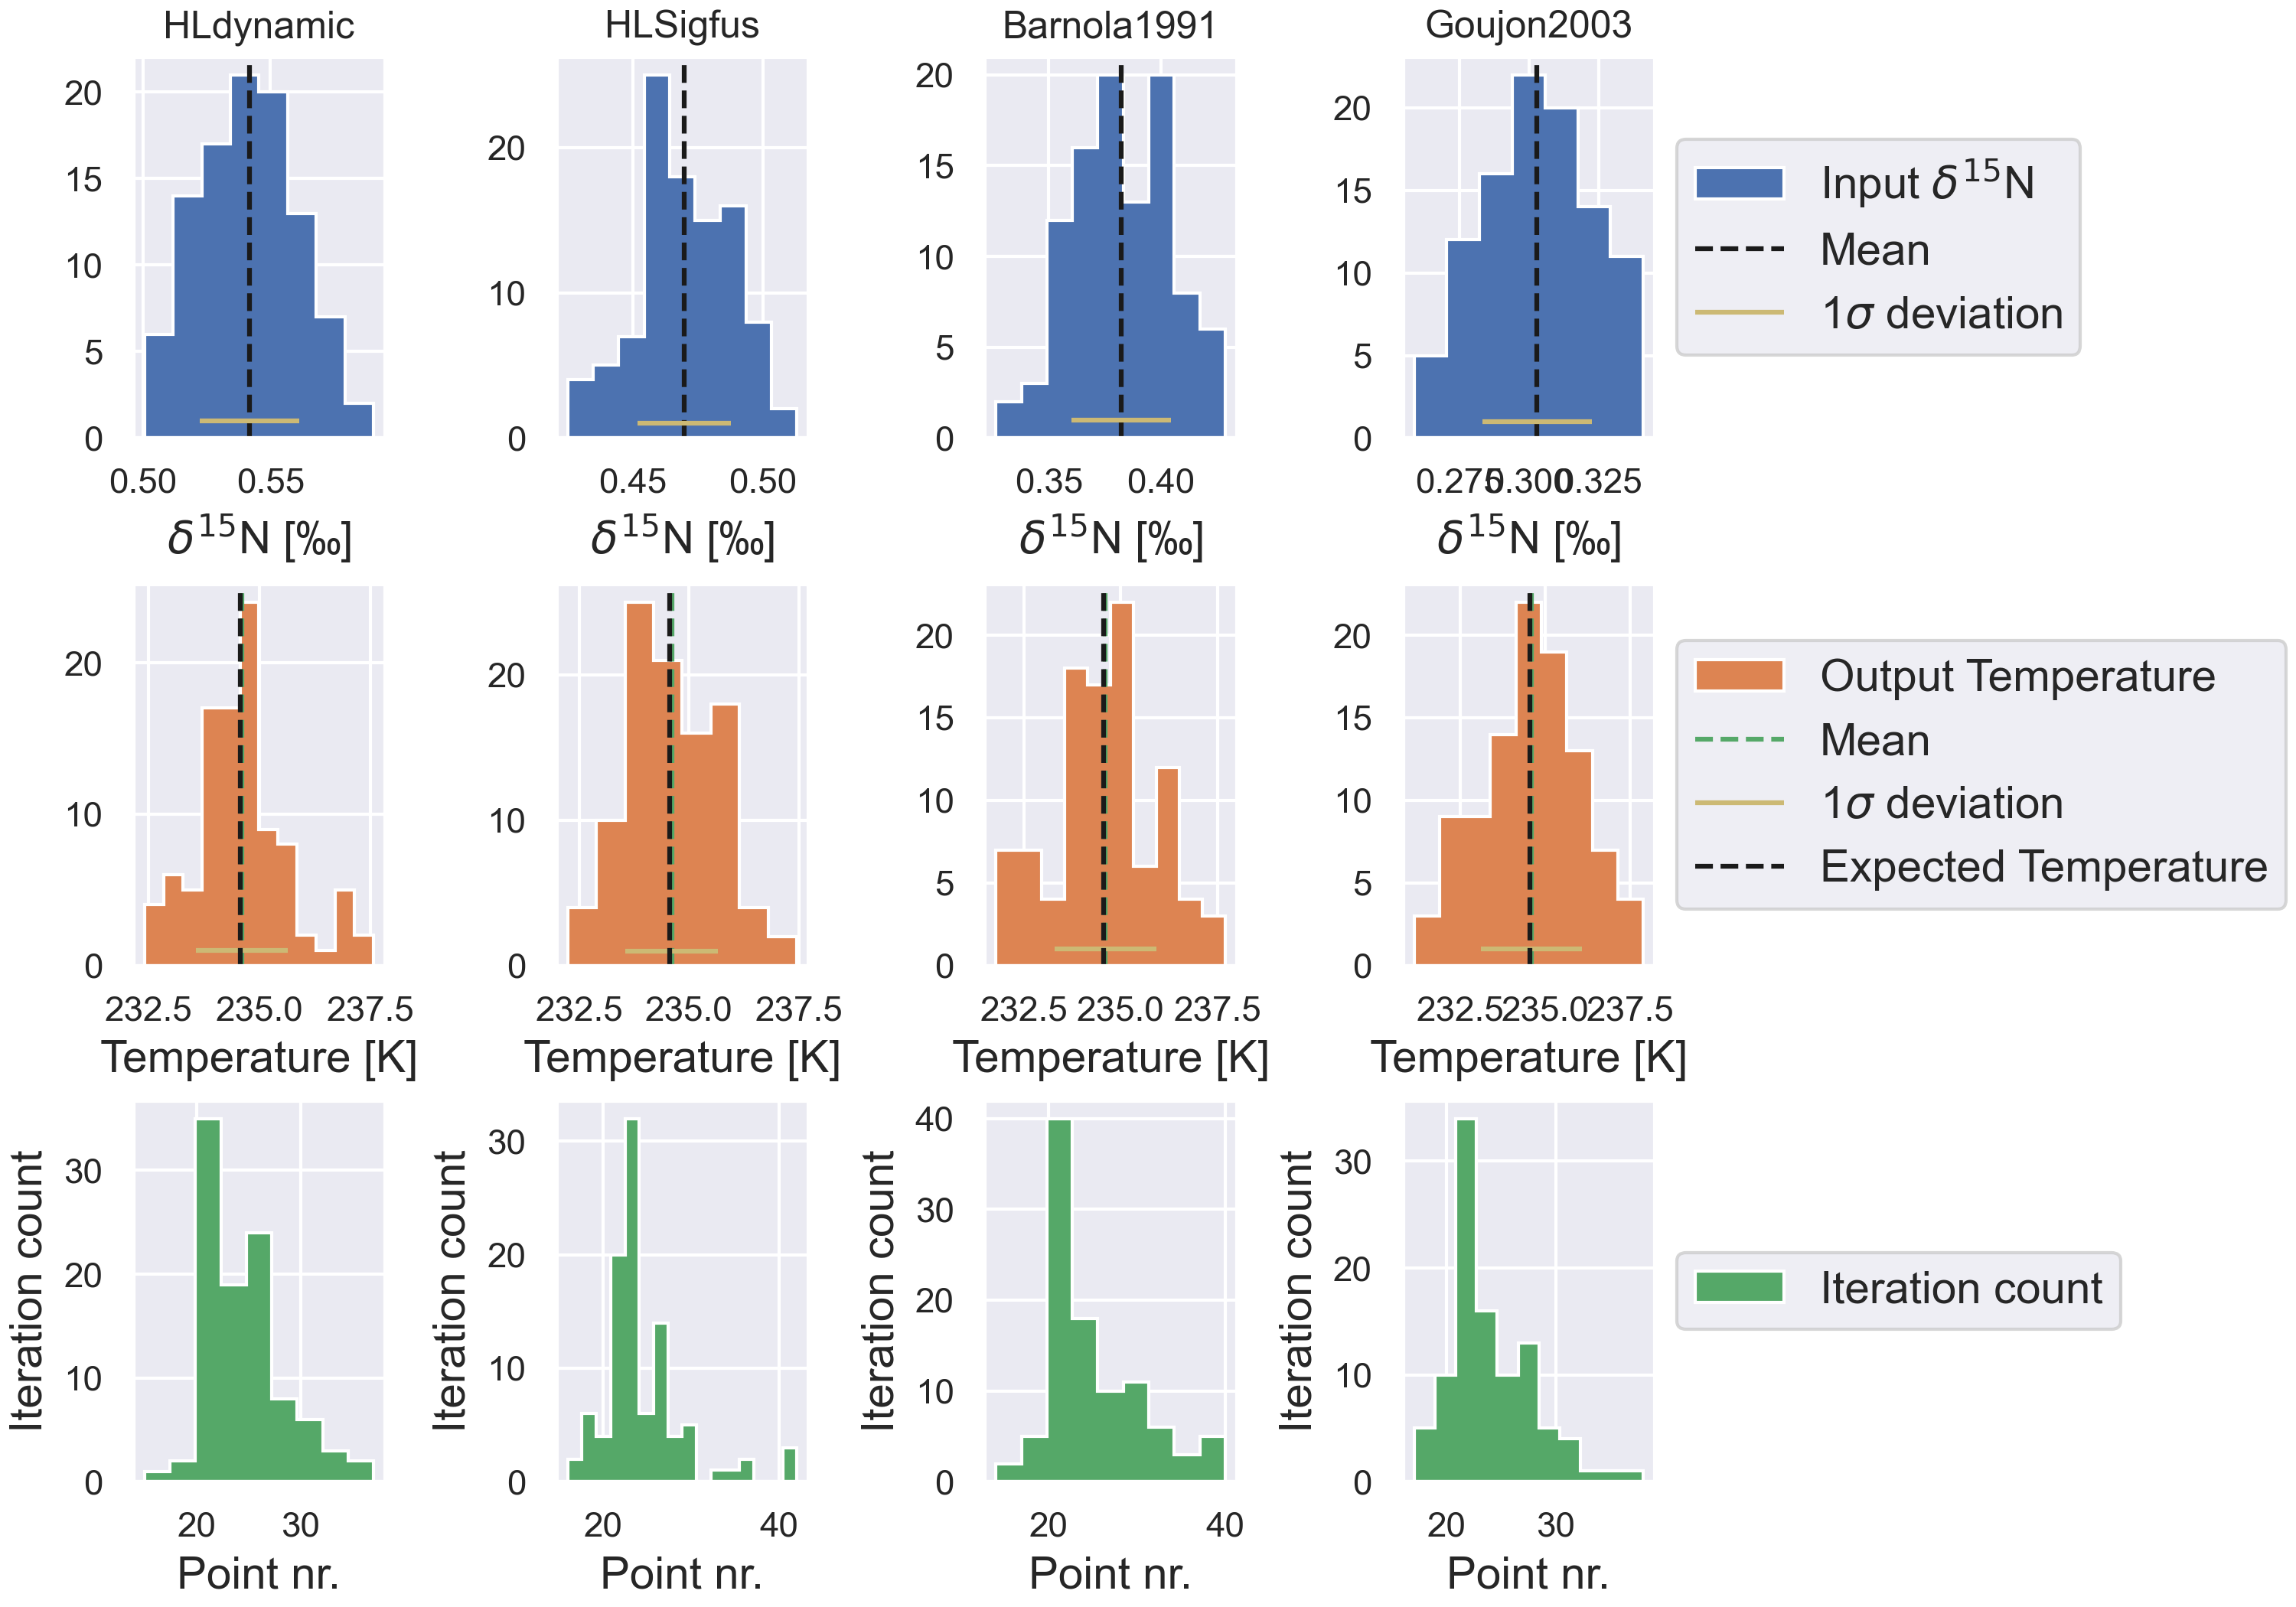 HLdynamic HLSigfus Barnola1991 Goujon2003
20
15
10
5
0
0.50 0.55
δ¹⁵N [‰]
20
10
0
0.45 0.50
δ¹⁵N [‰]
20
15
10
5
0
0.35 0.40
δ¹⁵N [‰]
20
15
10
5
0
0.275 0.300 0.325
δ¹⁵N [‰]
Input δ¹⁵N
Mean
1σ deviation
20
10
0
232.5 235.0 237.5
Temperature [K]
20
10
0
232.5 235.0 237.5
Temperature [K]
20
15
10
5
0
232.5 235.0 237.5
Temperature [K]
20
15
10
5
0
232.5 235.0 237.5
Temperature [K]
Output Temperature
Mean
1σ deviation
Expected Temperature
Iteration count
30
20
10
0
20 30
Point nr.
Iteration count
30
20
10
0
20 40
Point nr.
Iteration count
40
30
20
10
0
20 40
Point nr.
Iteration count
30
20
10
0
20 30
Point nr.
Iteration count